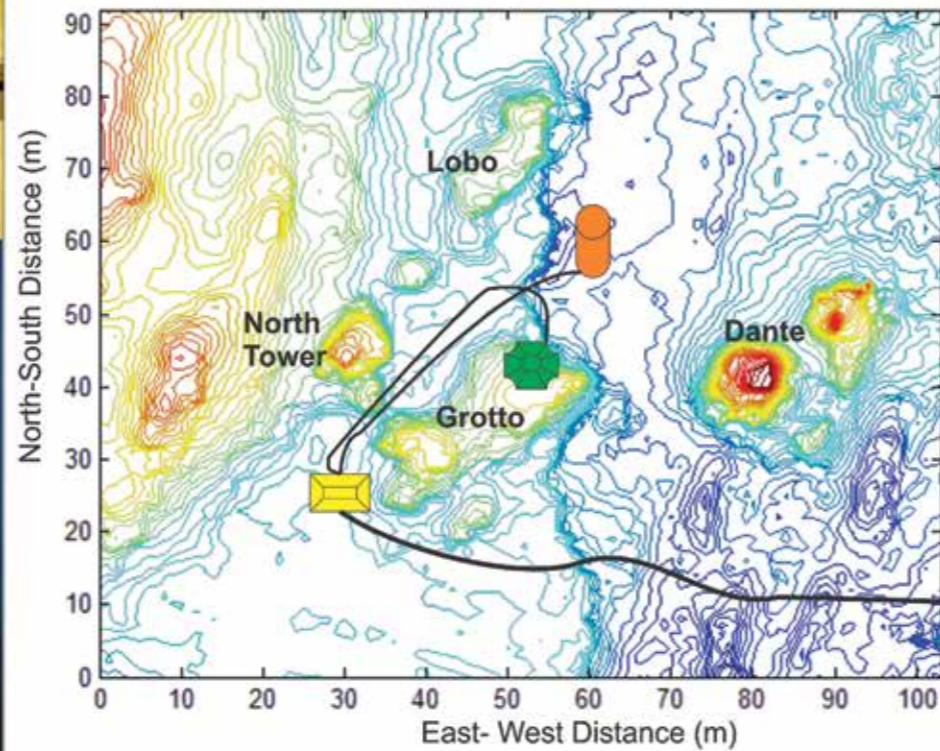 90
80
70
60
50
40
30
20
10
0
North-South Distance (m)
Lobo
North
Tower
Dante
Grotto
0 10 20 30 40 50 60 70 80 90 100
East- West Distance (m)